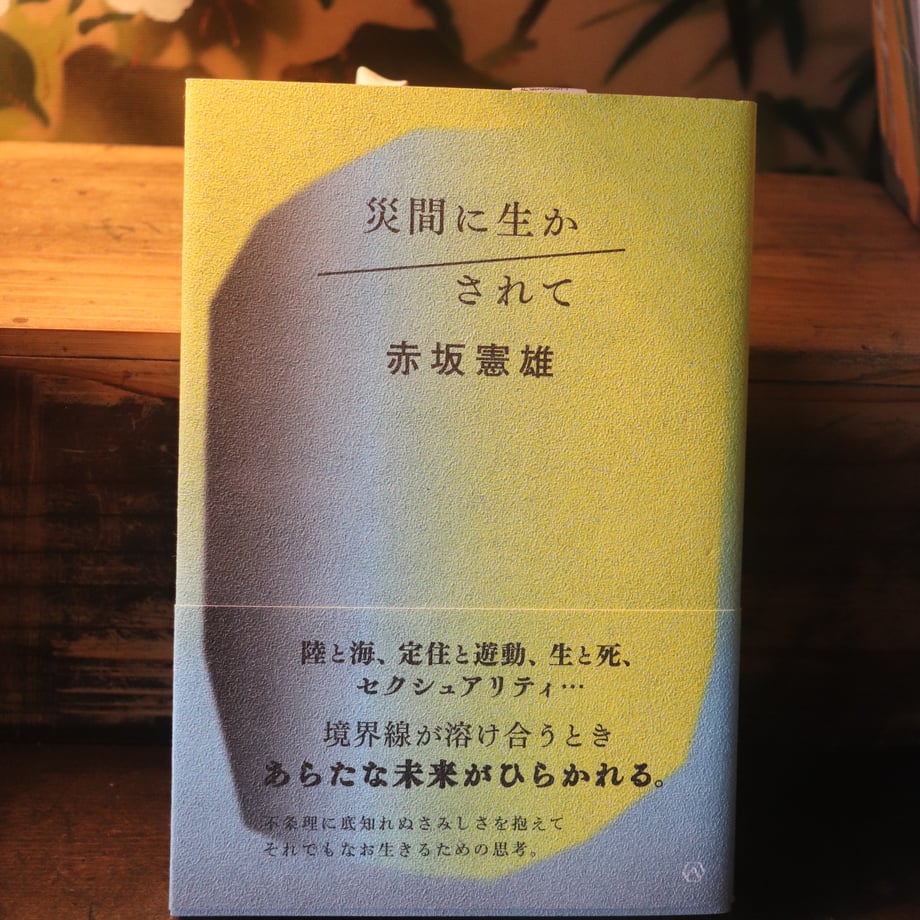 災間に生か
されて
赤坂憲雄
陸と海、定住と遊動、生と死、
セクシュアリティ…
境界線が溶け合うとき
あらたな未来がひらかれる。
不条理に底知れぬさみしさを抱えて
それでもなお生きるための思考。